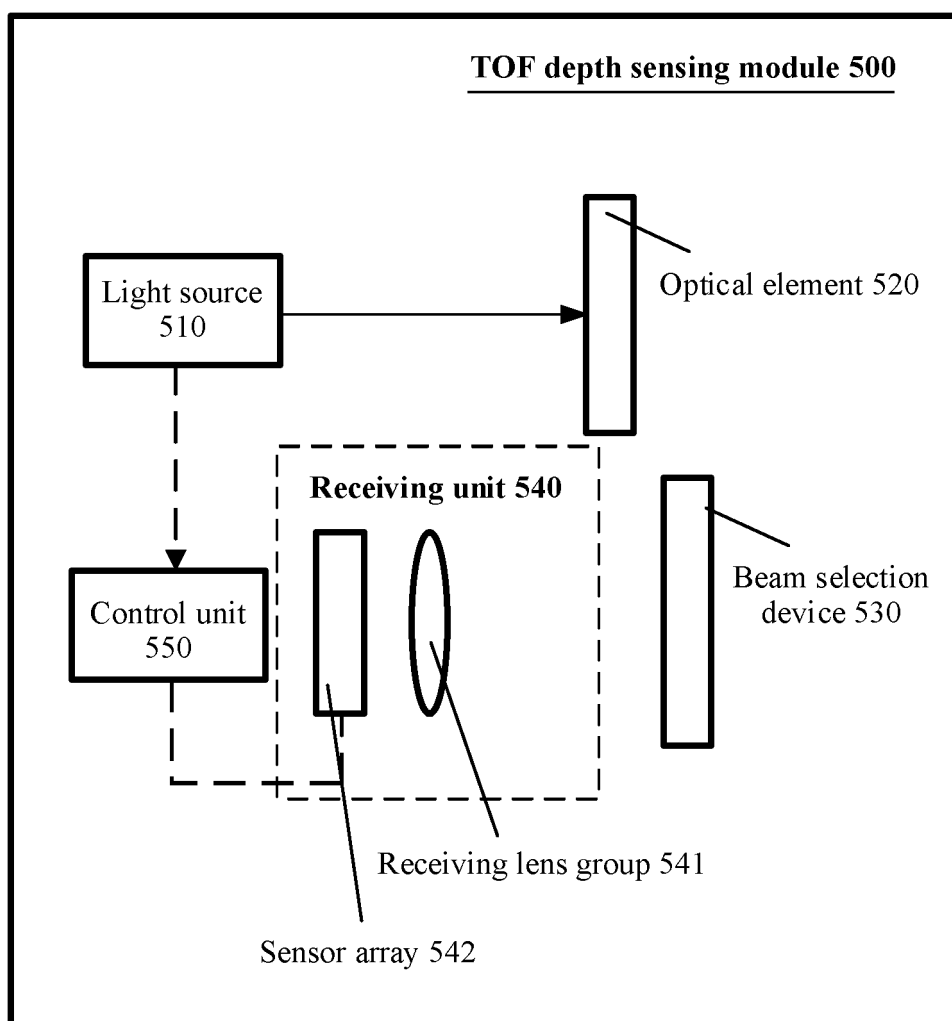 TOF depth sensing module 500
Light source
510
Optical element 520
Receiving unit 540
Control unit
550
Beam selection
device 530
Receiving lens group 541
Sensor array 542